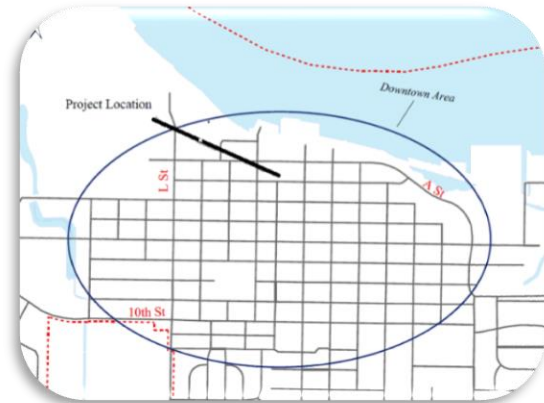 Downtown Area
Project Location
L St
A St
10th St